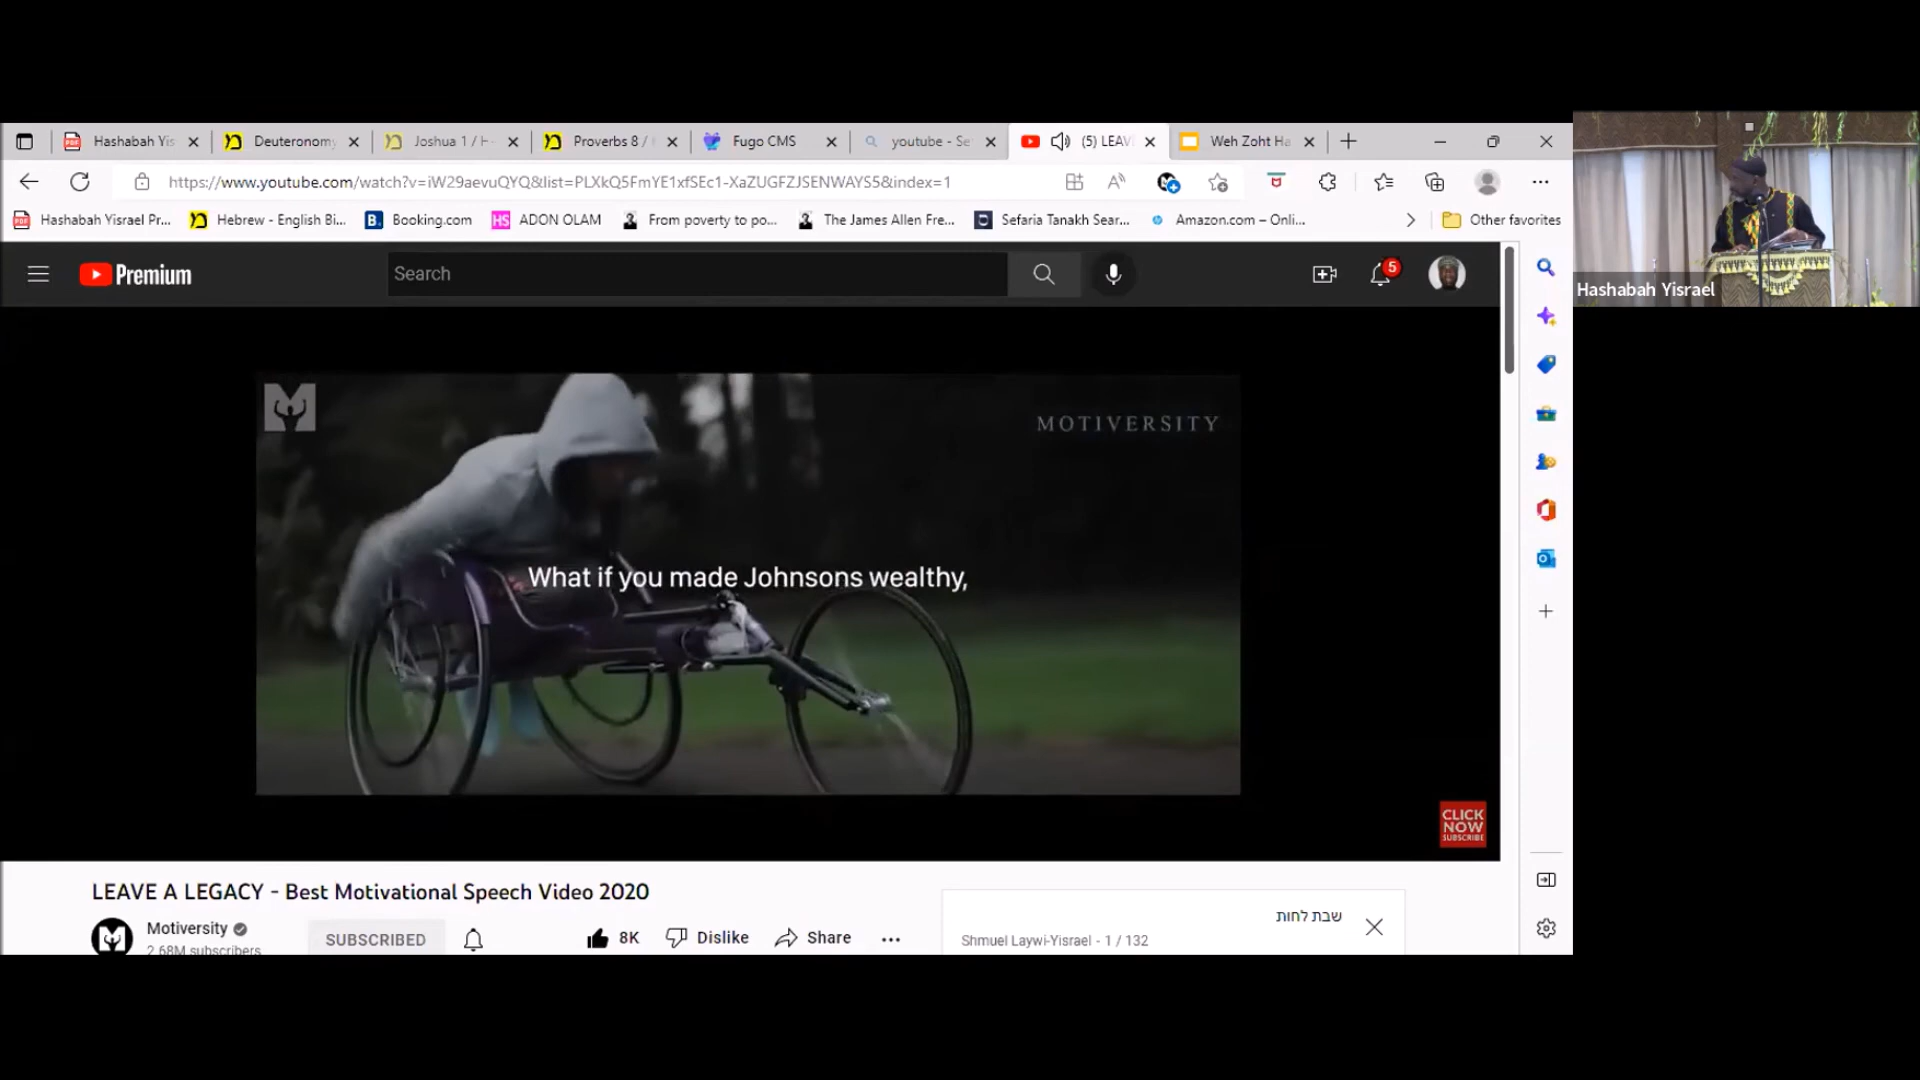 Hashabah Yis
Deuteronomy
Joshua 1 / H
Proverbs 8 /
Fugo CMS
youtube - Se
(5) LEAV
Weh Zoht Ha
https://www.youtube.com/watch?v=iW29aevuQYQ&list=PLXkQ5FmYE1xfSEc1-XaZUGFZJSENWAYS5&index=1
Hashabah Yisrael Pr...
Hebrew - English Bi...
Booking.com
ADON OLAM
From poverty to po...
The James Allen Fre...
Sefaria Tanakh Sear...
Amazon.com – Onli...
Other favorites
Premium
Search
5
Hashabah Yisrael
MOTIVERSITY
What if you made Johnsons wealthy,
CLICK
NOW
SUBSCRIBE
LEAVE A LEGACY - Best Motivational Speech Video 2020
Motiversity
2.68M subscribers
SUBSCRIBED
8K
Dislike
Share
שבת לחות
Shmuel Laywi-Yisrael - 1 / 132